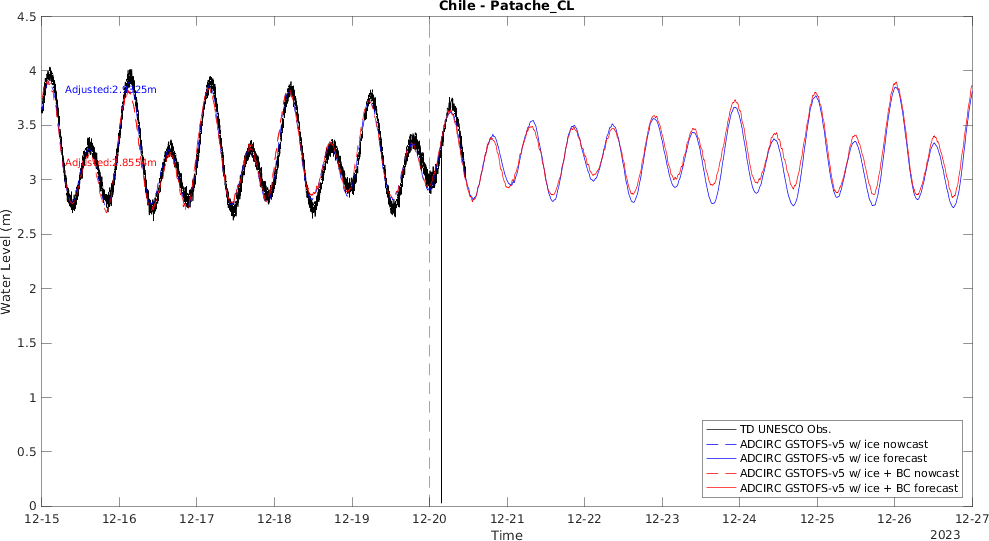 Chile - Patache_CL
4.5
4
3.5
3
2.5
2
1.5
1
0.5
0
Water Level (m)
Adjusted:
Adjusted:
TD UNESCO Obs.
ADCIRC GSTOFS-v5 w/ ice nowcast
ADCIRC GSTOFS-v5 w/ ice forecast
ADCIRC GSTOFS-v5 w/ ice + BC nowcast
ADCIRC GSTOFS-v5 w/ ice + BC forecast
12-15 12-16 12-17 12-18 12-19 12-20 12-21 12-22 12-23 12-24 12-25 12-26 12-27
Time
2023